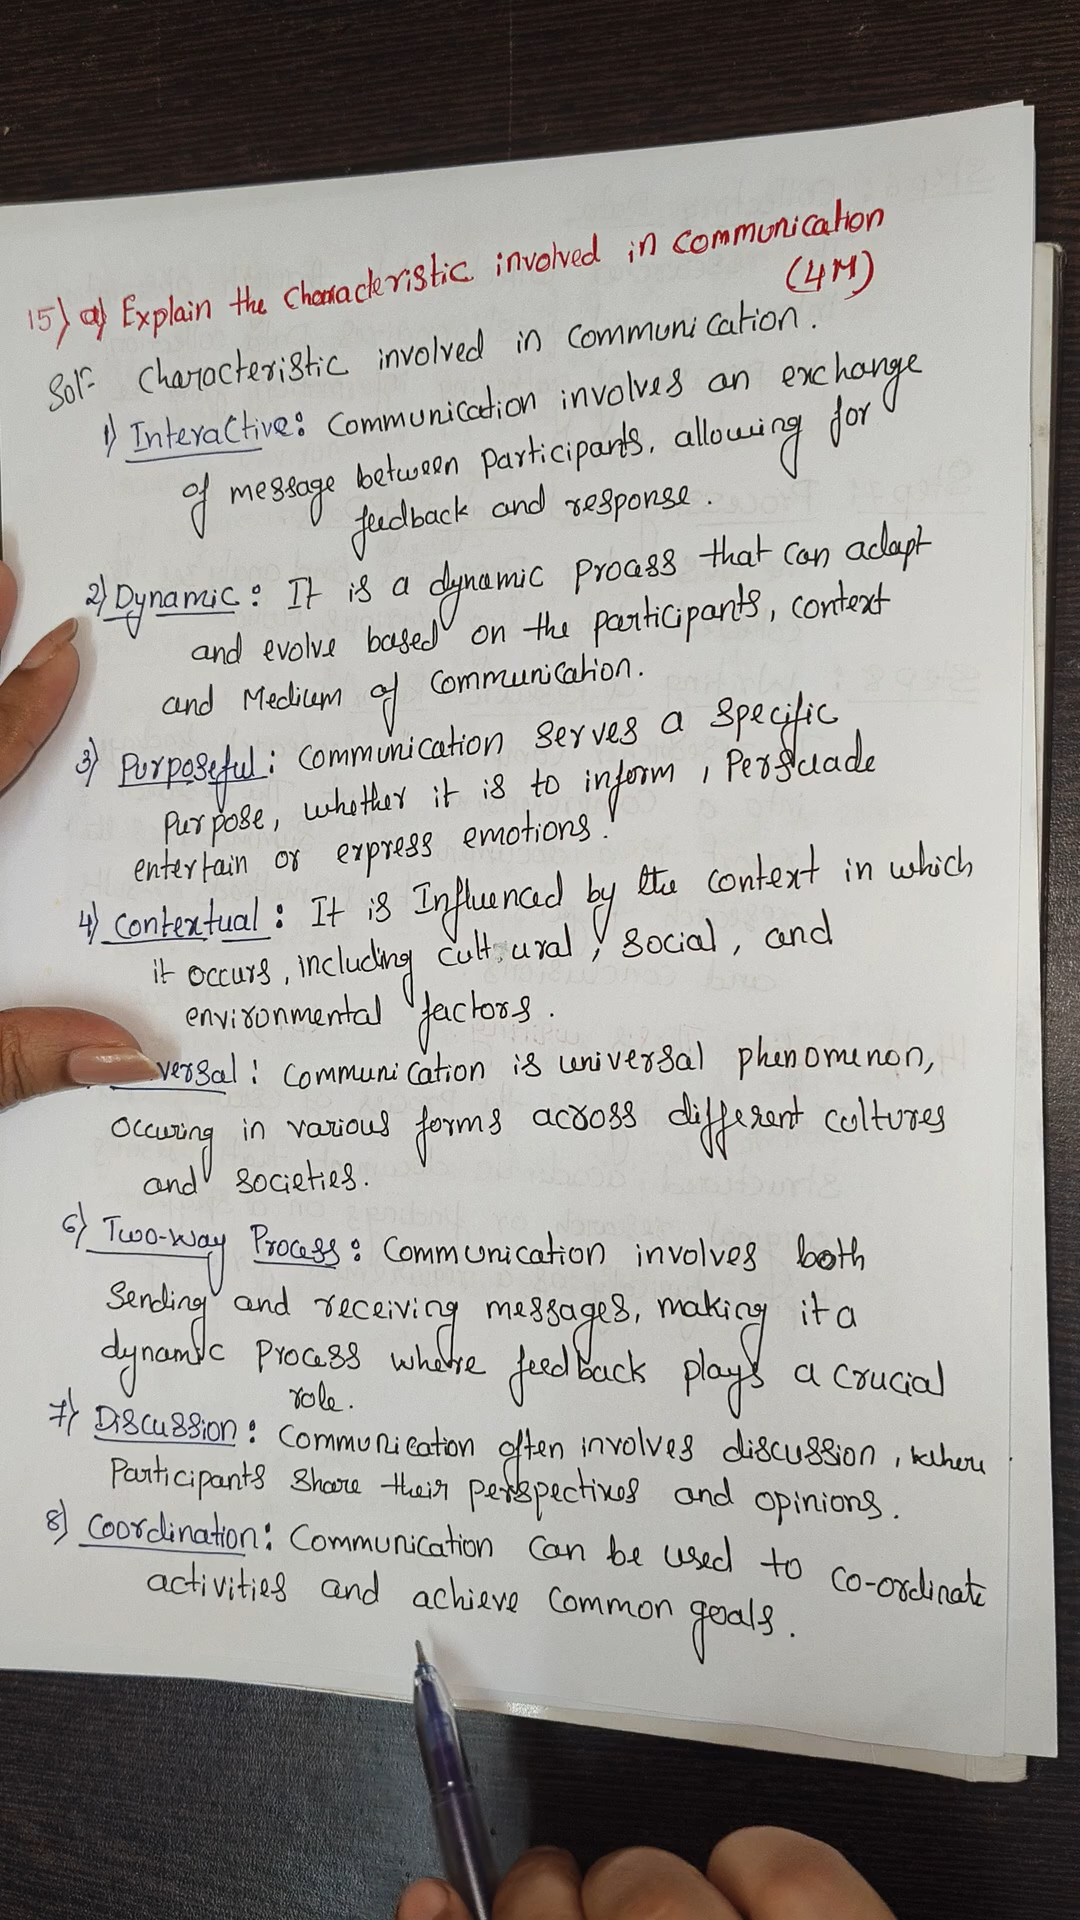 15) a) Explain the Characteristic involved in Communication
(4M)
Sol:- Characteristic involved in Communication.
1) Interactive: Communication involves an exchange
of message between participants, allowing for
feedback and response.
2) Dynamic: It is a dynamic process that can adapt
and evolve based on the participants, context
and Medium of Communication.
3) Purposeful: Communication serves a specific
Purpose, whether it is to inform, Persuade
entertain or express emotions.
4) Contextual: It is Influenced by the context in which
it occurs, including cultural, social, and
environmental factors.
versal: Communication is universal phenomenon,
occuring in various forms across different cultures
and societies.
6) Two-way Process: Communication involves both
Sending and receiving messages, making it a
dynamic Process where feedback plays a crucial
role.
7) Discussion: Communication often involves discussion, where
Participants share their perspectives and opinions.
8) Coordination: Communication can be used to co-ordinate
activities and achieve common goals.